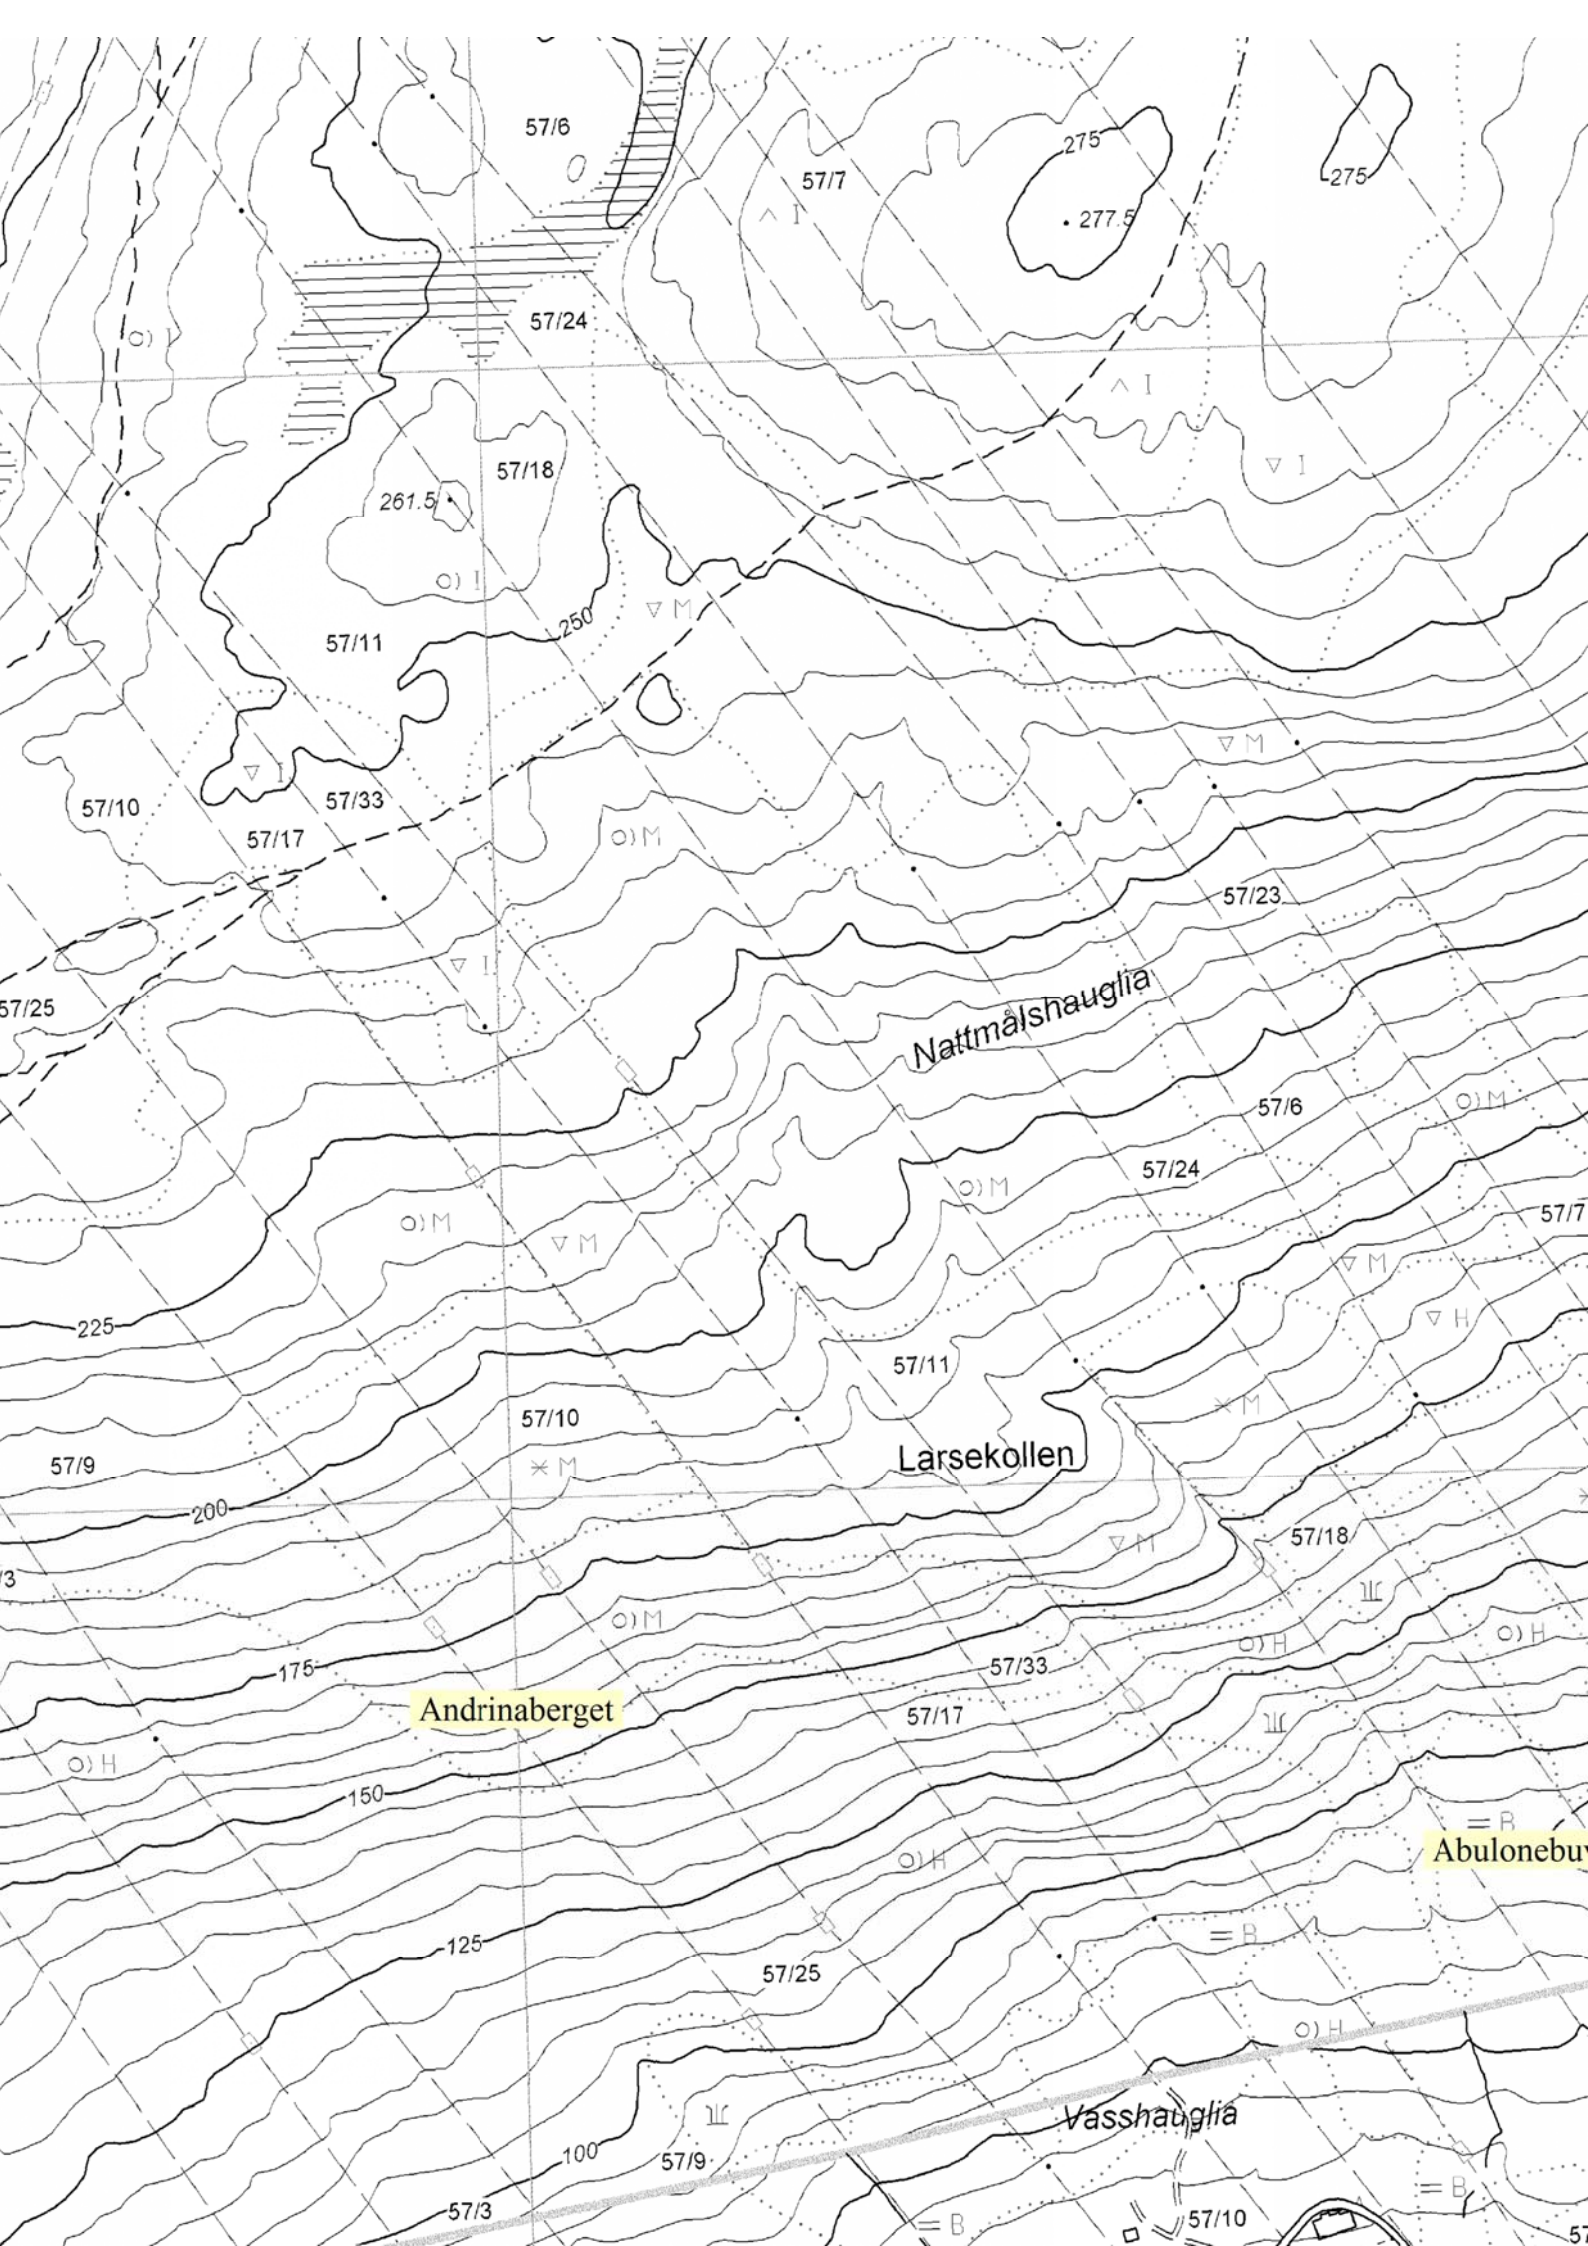 57/6
275
57/7
275
^ I
277.5
57/24
O) I
^ I
57/18
▽ I
261.5
O) I
▽ M
250
57/11
▽ M
▽ I
57/33
57/10
57/17
O) M
57/23
▽ I
57/25
Nattmålshauglia
O) M
57/6
57/24
O) M
57/7
O) M
▽ M
▽ M
▽ H
225
57/11
M
57/10
Larsekollen
57/9
M
200
57/18
▽ M
/3
O) M
O) H
O) H
57/33
175
Andrinaberget
57/17
O) H
150
= B
Abulonebu
O) H
= B
125
57/25
O) H
Vasshauglia
100
57/9
57/3
= B
= B
57/10
57